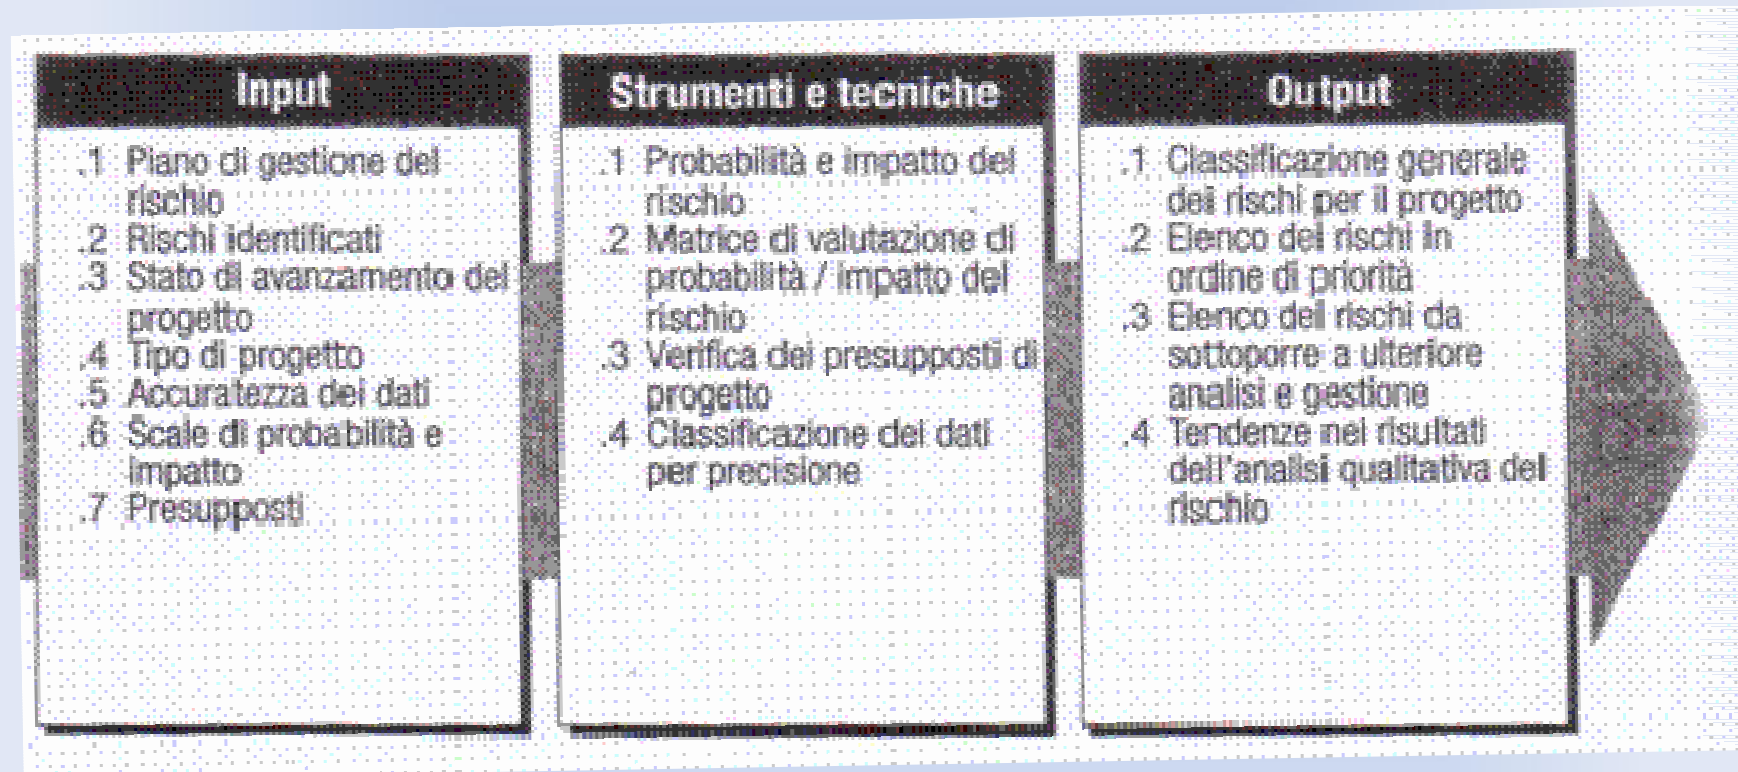 Input
.1 Piano di gestione del
rischio
.2 Rischi identificati
.3 Stato di avanzamento del
progetto
.4 Tipo di progetto
.5 Accuratezza dei dati
.6 Scale di probabilità e
impatto
.7 Presupposti
Strumenti e tecniche
.1 Probabilità e impatto del
rischio
.2 Matrice di valutazione di
probabilità / impatto del
rischio
.3 Verifica dei presupposti di
progetto
.4 Classificazione dei dati
per precisione
Output
.1 Classificazione generale
dei rischi per il progetto
.2 Elenco dei rischi in
ordine di priorità
.3 Elenco dei rischi da
sottoporre a ulteriore
analisi e gestione
.4 Tendenze nei risultati
dell'analisi qualitativa del
rischio